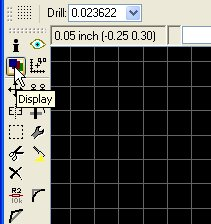 Drill: 0.023622
0.05 inch (-0.25 0.30)
Display
R2
10k